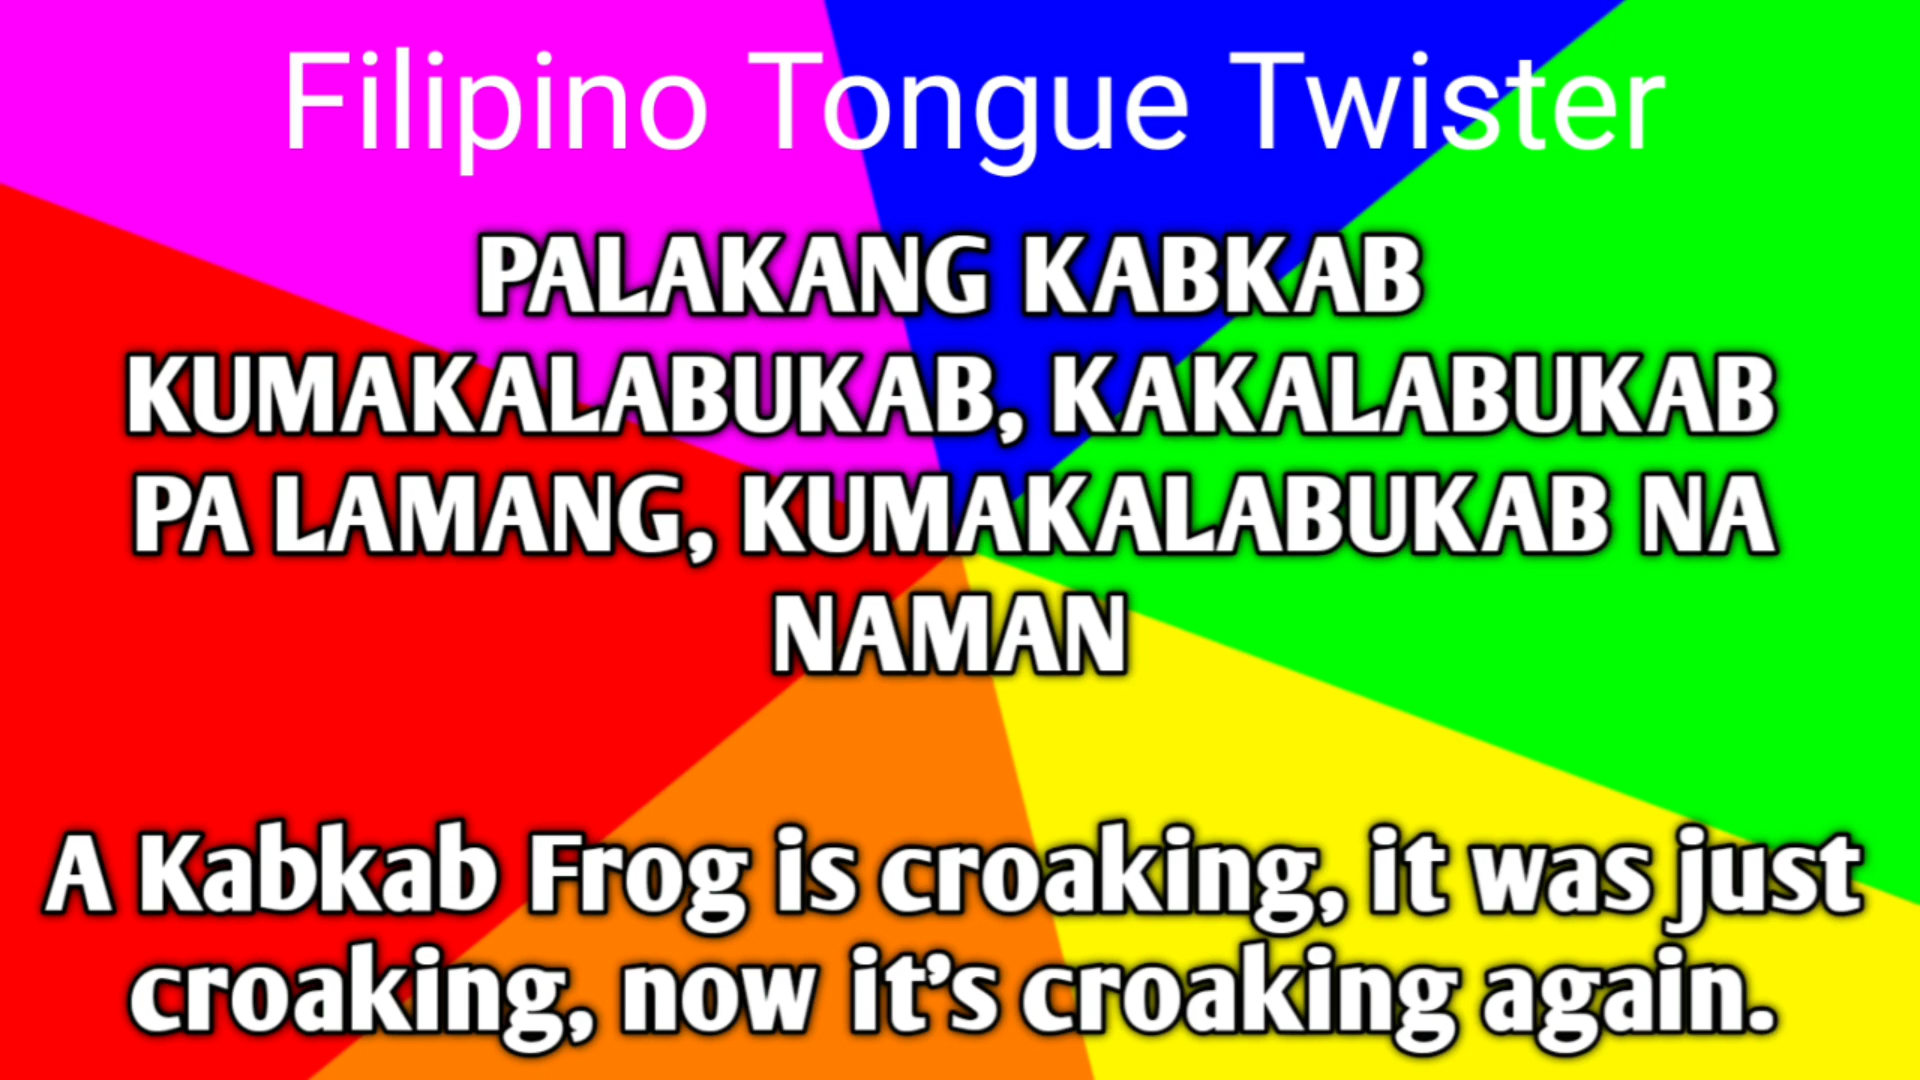 Filipino Tongue Twister
PALAKANG KABKAB
KUMAKALABUKAB, KAKALABUKAB
PA LAMANG, KUMAKALABUKAB NA
NAMAN
A Kabkab Frog is croaking, it was just
croaking, now it's croaking again.